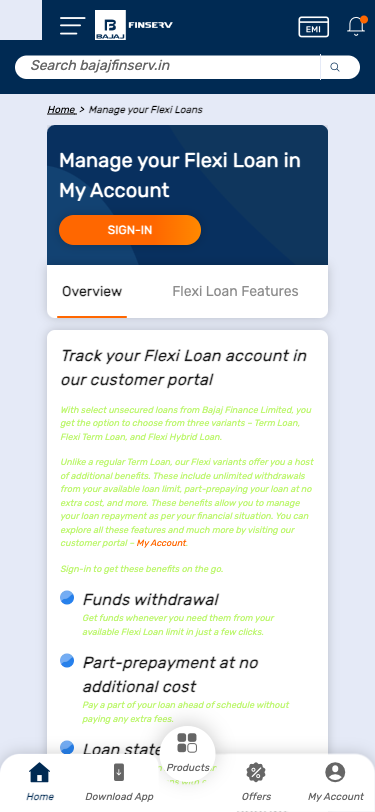 BAJAJ
FINSERV
EMI
Search bajajfinserv.in
Home > Manage your Flexi Loans
Manage your Flexi Loan in
My Account
SIGN-IN
Overview
Flexi Loan Features
Track your Flexi Loan account in
our customer portal
With select unsecured loans from Bajaj Finance Limited, you
get the option to choose from three variants – Term Loan,
Flexi Term Loan, and Flexi Hybrid Loan.
Unlike a regular Term Loan, our Flexi variants offer you a host
of additional benefits. These include unlimited withdrawals
from your available loan limit, part-prepaying your loan at no
extra cost, and more. These benefits allow you to manage
your loan repayment as per your financial situation. You can
explore all these features and much more by visiting our
customer portal – My Account.
Sign-in to get these benefits on the go.
Funds withdrawal
Get funds whenever you need them from your
available Flexi Loan limit in just a few clicks.
Part-prepayment at no
additional cost
Pay a part of your loan ahead of schedule without
paying any extra fees.
Loan state
Products
Home
Download App
Offers
My Account